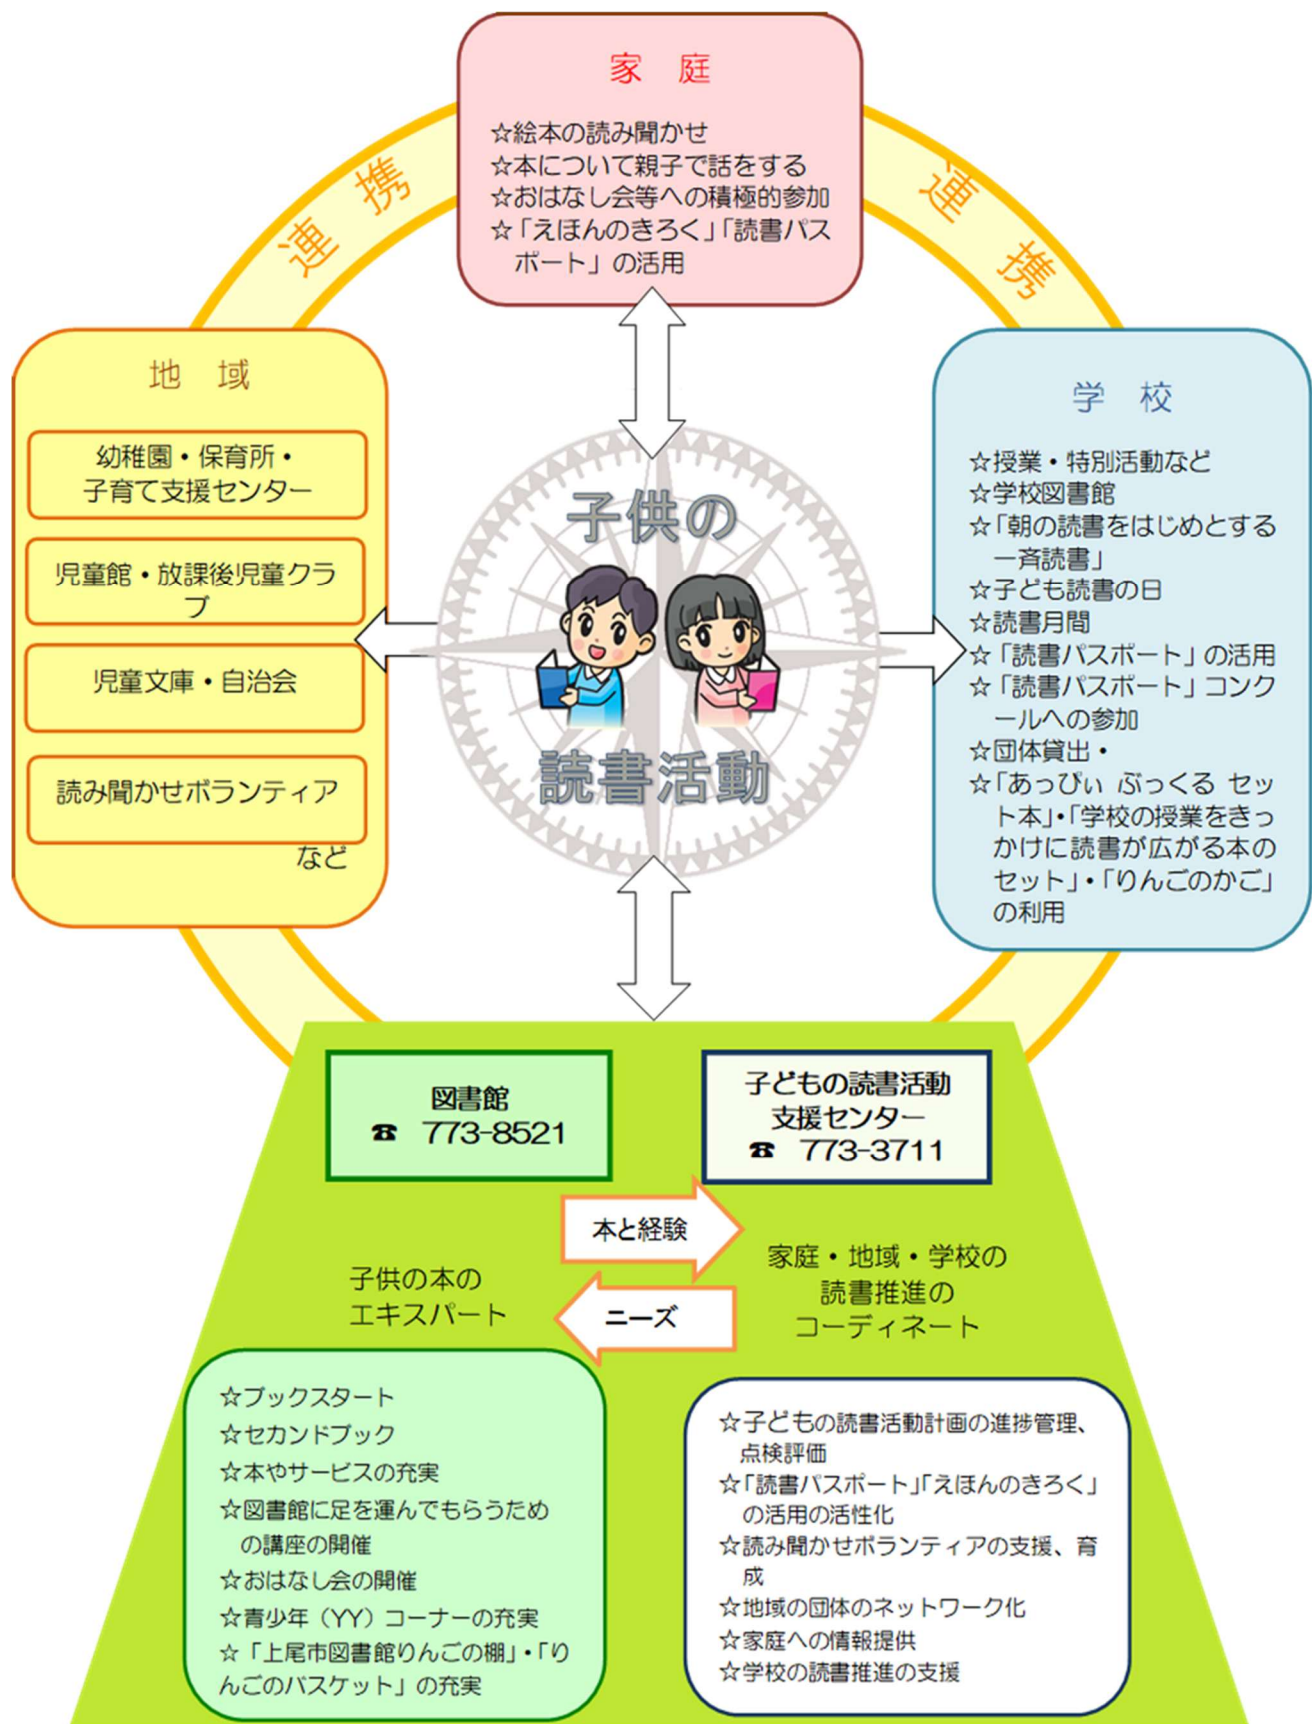 家 庭
☆絵本の読み聞かせ
☆本について親子で話をする
☆おはなし会等への積極的参加
☆「えほんのきろく」「読書パス
ポート」の活用
連携
連携
地 域
幼稚園・保育所・
子育て支援センター
児童館・放課後児童クラ
ブ
児童文庫・自治会
読み聞かせボランティア
など
子供の
読書活動
学 校
☆授業・特別活動など
☆学校図書館
☆「朝の読書をはじめとする
一斉読書」
☆子ども読書の日
☆読書月間
☆「読書パスポート」の活用
☆「読書パスポート」コンク
ールへの参加
☆団体貸出・
☆「あっぴぃ ぶっくる セッ
ト本」・「学校の授業をきっ
かけに読書が広がる本の
セット」・「りんごのかご」
の利用
図書館
☎ 773-8521
子どもの読書活動
支援センター
☎ 773-3711
本と経験
ニーズ
子供の本の
エキスパート
家庭・地域・学校の
読書推進の
コーディネート
☆ブックスタート
☆セカンドブック
☆本やサービスの充実
☆図書館に足を運んでもらうため
の講座の開催
☆おはなし会の開催
☆青少年（YY）コーナーの充実
☆「上尾市図書館りんごの棚」・「り
んごのバスケット」の充実
☆子どもの読書活動計画の進捗管理、
点検評価
☆「読書パスポート」「えほんのきろく」
の活用の活性化
☆読み聞かせボランティアの支援、育
成
☆地域の団体のネットワーク化
☆家庭への情報提供
☆学校の読書推進の支援